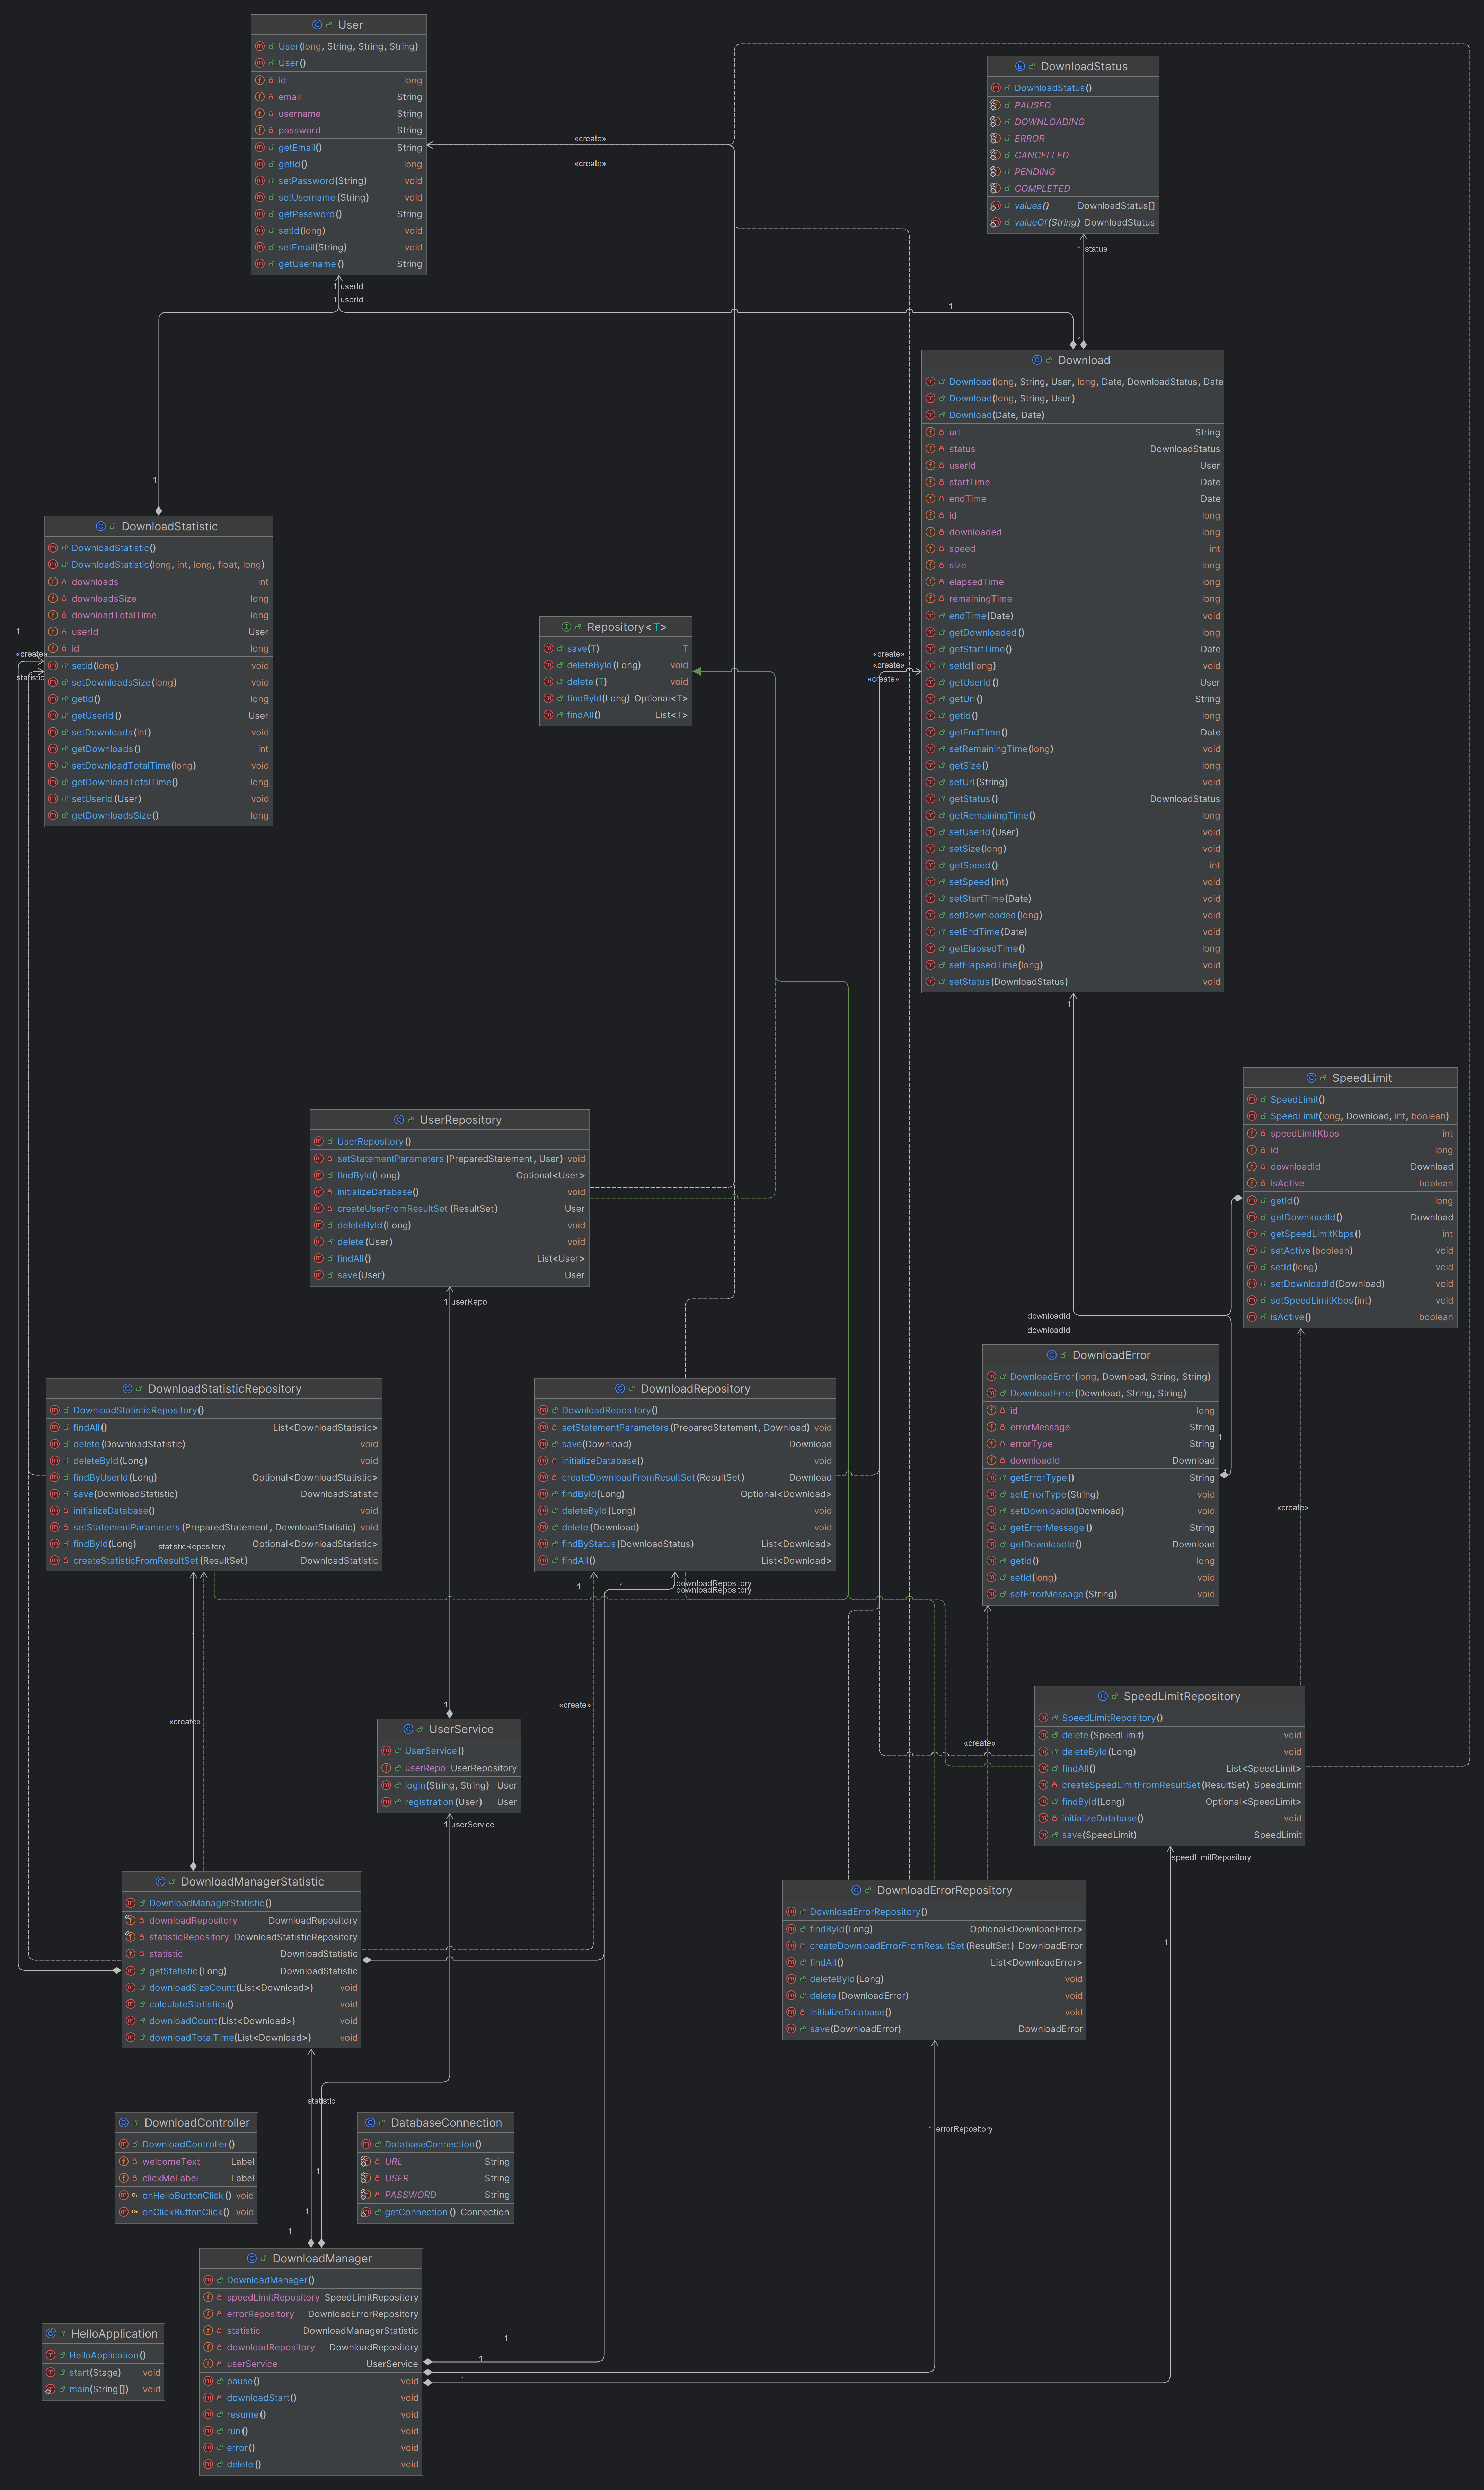 User
User(long, String, String, String)
User()
id long
email String
username String
password String
getEmail() String
getId() long
setPassword(String) void
setUsername(String) void
getPassword() String
setId(long) void
setEmail(String) void
getUsername() String
«create»
«create»
DownloadStatus
DownloadStatus()
PAUSED
DOWNLOADING
ERROR
CANCELLED
PENDING
COMPLETED
values() DownloadStatus[]
valueOf(String) DownloadStatus
1 status
1 userId
1 userId
1
1
1
Download
Download(long, String, User, long, Date, DownloadStatus, Date
Download(long, String, User)
Download(Date, Date)
url String
status DownloadStatus
userId User
startTime Date
endTime Date
id long
downloaded long
speed int
size long
elapsedTime long
remainingTime long
endTime(Date) void
getDownloaded() long
getStartTime() Date
setId(long) void
getUserId() User
getUrl() String
getId() long
getEndTime() Date
setRemainingTime(long) void
getSize() long
setUrl(String) void
getStatus() DownloadStatus
getRemainingTime() long
setUserId(User) void
setSize(long) void
getSpeed() int
setSpeed(int) void
setStartTime(Date) void
setDownloaded(long) void
setEndTime(Date) void
getElapsedTime() long
setElapsedTime(long) void
setStatus(DownloadStatus) void
DownloadStatistic
DownloadStatistic()
DownloadStatistic(long, int, long, float, long)
downloads int
downloadsSize long
downloadTotalTime long
userId User
id long
setId(long) void
setDownloadsSize(long) void
getId() long
getUserId() User
setDownloads(int) void
getDownloads() int
setDownloadTotalTime(long) void
getDownloadTotalTime() long
setUserId(User) void
getDownloadsSize() long
1
«create»
statistic
Repository<T>
save(T) T
deleteById(Long) void
delete(T) void
findById(Long) Optional<T>
findAll() List<T>
«create»
«create»
«create»
1
SpeedLimit
SpeedLimit()
SpeedLimit(long, Download, int, boolean)
speedLimitKbps int
id long
downloadId Download
isActive boolean
getId() long
getDownloadId() Download
getSpeedLimitKbps() int
setActive(boolean) void
setId(long) void
setDownloadId(Download) void
setSpeedLimitKbps(int) void
isActive() boolean
UserRepository
UserRepository()
setStatementParameters(PreparedStatement, User) void
findById(Long) Optional<User>
initializeDatabase() void
createUserFromResultSet(ResultSet) User
deleteById(Long) void
delete(User) void
findAll() List<User>
save(User) User
1 userRepo
downloadId
downloadId
DownloadError
DownloadError(long, Download, String, String)
DownloadError(Download, String, String)
id long
errorMessage String
errorType String
downloadId Download
getErrorType() String
setErrorType(String) void
setDownloadId(Download) void
getErrorMessage() String
getDownloadId() Download
getId() long
setId(long) void
setErrorMessage(String) void
1
1
«create»
DownloadStatisticRepository
DownloadStatisticRepository()
findAll() List<DownloadStatistic>
delete(DownloadStatistic) void
deleteById(Long) void
findByUserId(Long) Optional<DownloadStatistic>
save(DownloadStatistic) DownloadStatistic
initializeDatabase() void
setStatementParameters(PreparedStatement, DownloadStatistic) void
findById(Long) Optional<DownloadStatistic>
statisticRepository
createStatisticFromResultSet(ResultSet) DownloadStatistic
DownloadRepository
DownloadRepository()
setStatementParameters(PreparedStatement, Download) void
save(Download) Download
initializeDatabase() void
createDownloadFromResultSet(ResultSet) Download
findById(Long) Optional<Download>
deleteById(Long) void
delete(Download) void
findByStatus(DownloadStatus) List<Download>
findAll() List<Download>
1
1
downloadRepository
downloadRepository
1
«create»
«create»
1
UserService
UserService()
userRepo UserRepository
login(String, String) User
registration(User) User
1 userService
«create»
SpeedLimitRepository
SpeedLimitRepository()
delete(SpeedLimit) void
deleteById(Long) void
findAll() List<SpeedLimit>
createSpeedLimitFromResultSet(ResultSet) SpeedLimit
findById(Long) Optional<SpeedLimit>
initializeDatabase() void
save(SpeedLimit) SpeedLimit
speedLimitRepository
1
DownloadManagerStatistic
DownloadManagerStatistic()
downloadRepository DownloadRepository
statisticRepository DownloadStatisticRepository
statistic DownloadStatistic
getStatistic(Long) DownloadStatistic
downloadSizeCount(List<Download>) void
calculateStatistics() void
downloadCount(List<Download>) void
downloadTotalTime(List<Download>) void
DownloadErrorRepository
DownloadErrorRepository()
findById(Long) Optional<DownloadError>
createDownloadErrorFromResultSet(ResultSet) DownloadError
findAll() List<DownloadError>
deleteById(Long) void
delete(DownloadError) void
initializeDatabase() void
save(DownloadError) DownloadError
1 errorRepository
statistic
1
1
1
DownloadController
DownloadController()
welcomeText Label
clickMeLabel Label
onHelloButtonClick() void
onClickButtonClick() void
DatabaseConnection
DatabaseConnection()
URL String
USER String
PASSWORD String
getConnection() Connection
DownloadManager
DownloadManager()
speedLimitRepository SpeedLimitRepository
errorRepository DownloadErrorRepository
statistic DownloadManagerStatistic
downloadRepository DownloadRepository
userService UserService
pause() void
downloadStart() void
resume() void
run() void
error() void
delete() void
1
1
1
HelloApplication
HelloApplication()
start(Stage) void
main(String[]) void